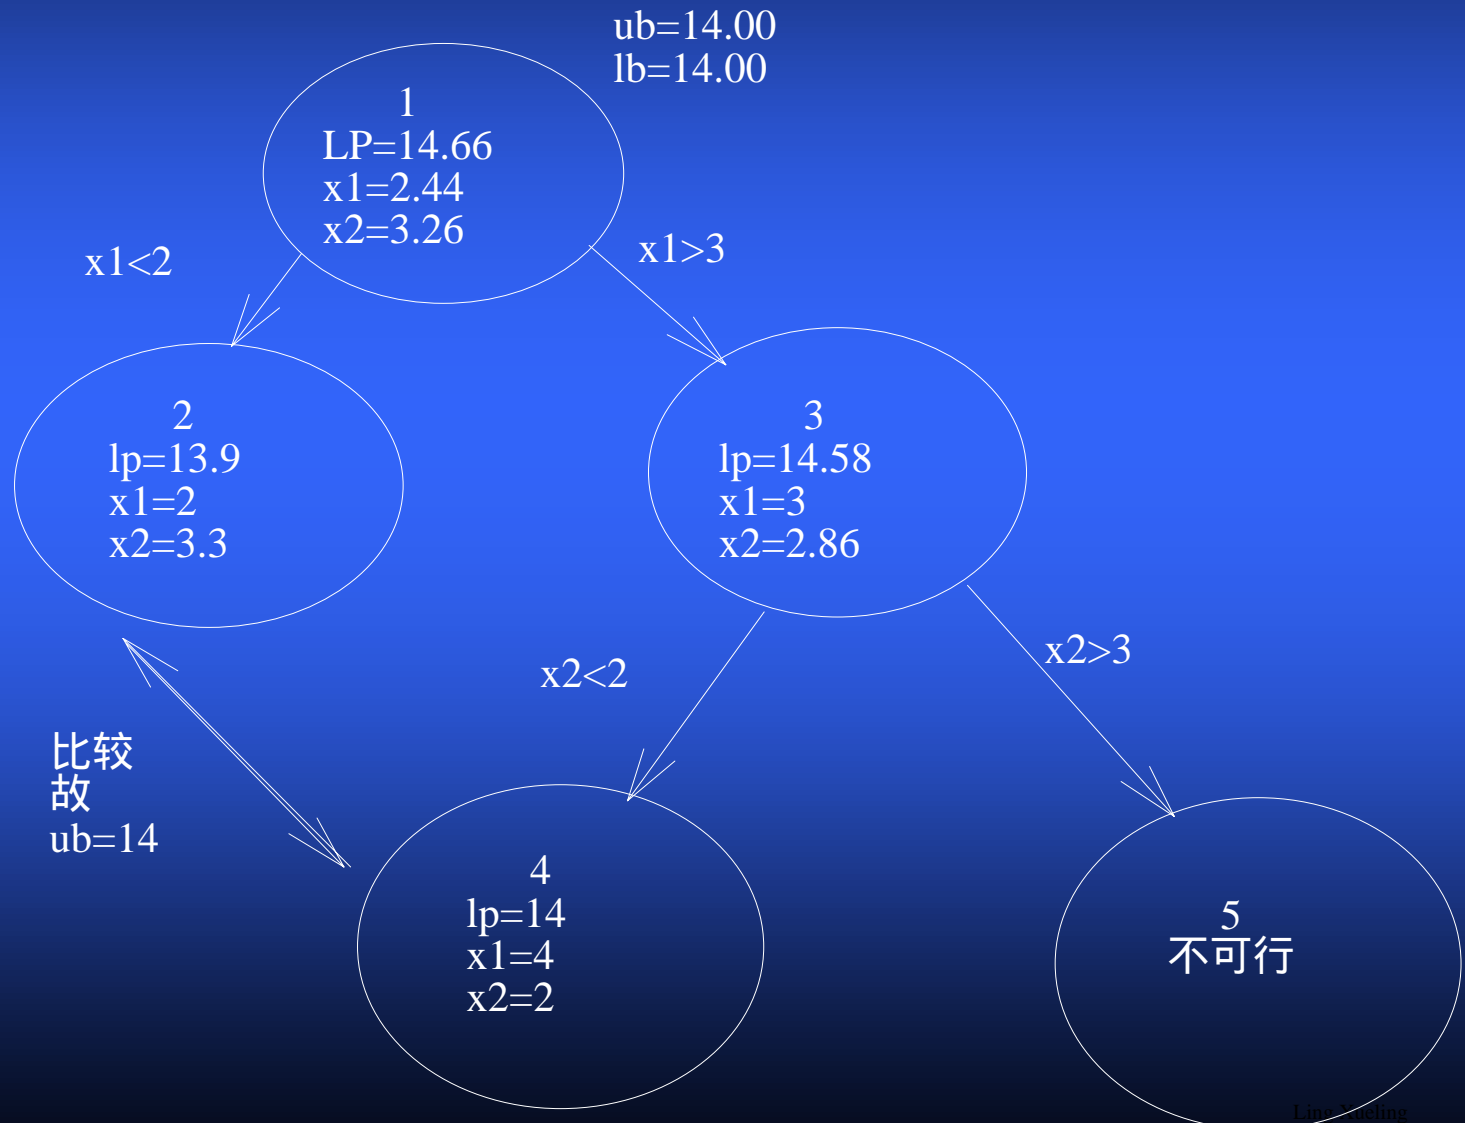 ub=14.00
lb=14.00
1
LP=14.66
x1=2.44
x2=3.26
x1<2
x1>3
2
lp=13.9
x1=2
x2=3.3
3
lp=14.58
x1=3
x2=2.86
x2<2
x2>3
比较
故
ub=14
4
lp=14
x1=4
x2=2
5
不可行
Ling Xueling